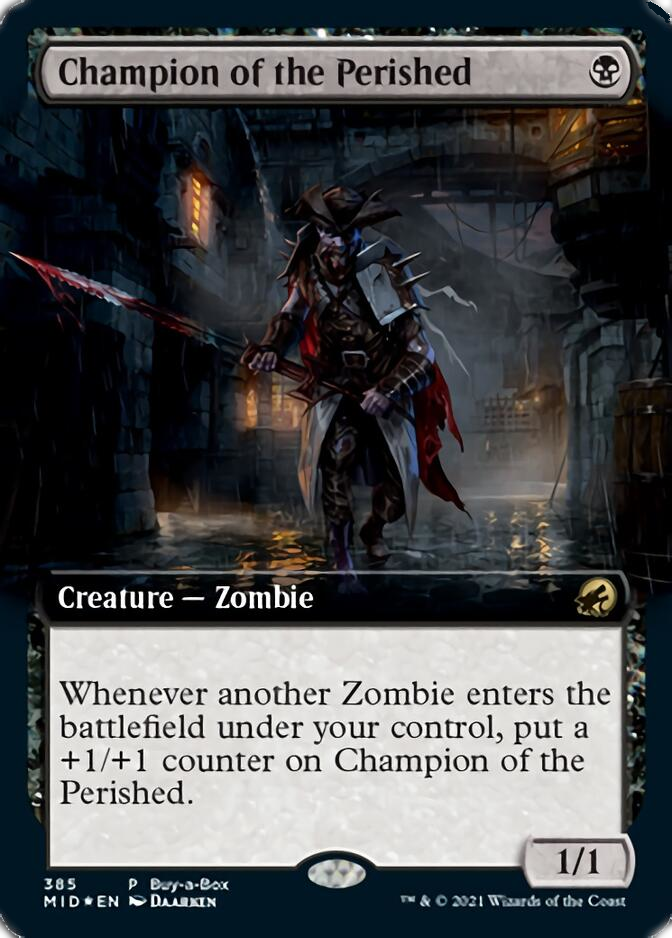 Champion of the Perished
Creature — Zombie
Whenever another Zombie enters the
battlefield under your control, put a
+1/+1 counter on Champion of the
Perished.
1/1
385 P Buy-a-Box
MID★EN Daarken
™ & © 2021 Wizards of the Coast